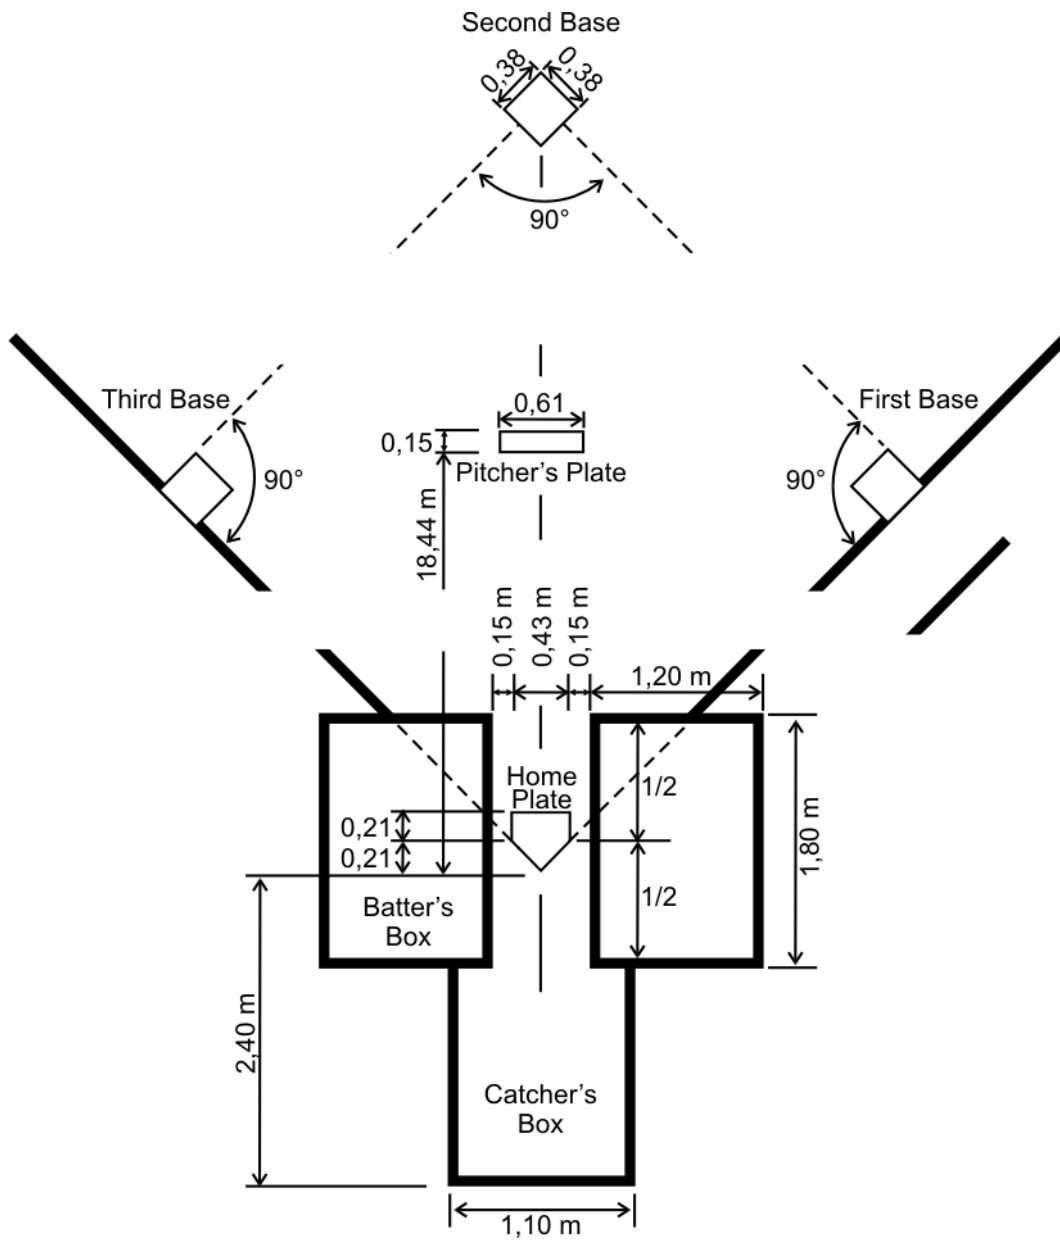 Second Base
0,38
0,38
90°
Third Base
First Base
0,61
0,15
Pitcher's Plate
90°
90°
18,44 m
0,15 m
0,43 m
0,15 m
1,20 m
Home
Plate
1/2
0,21
0,21
1,80 m
1/2
Batter's
Box
2,40 m
Catcher's
Box
1,10 m